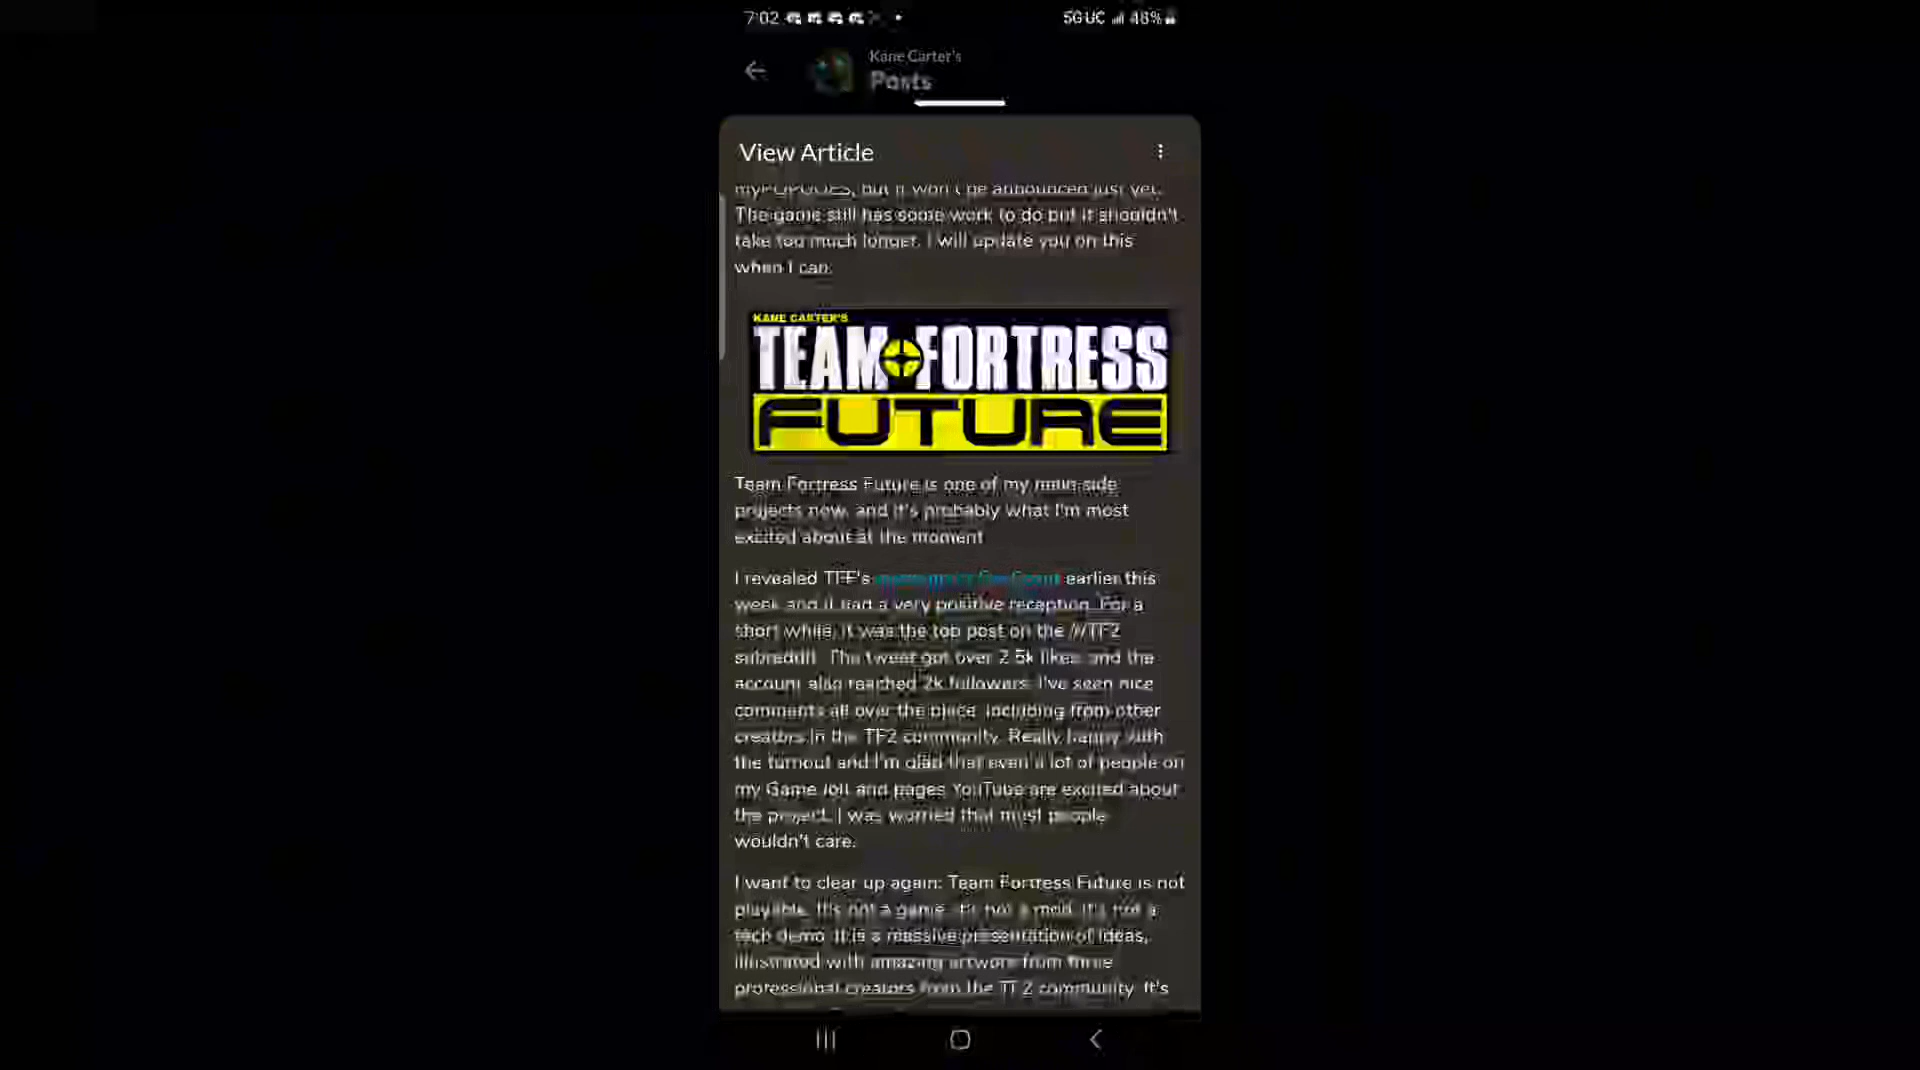 7:02
5G UC 48%
Kane Carter's
Posts
View Article
but it won't be announced just yet.
The game still has some work to do but it shouldn't
take too much longer. I will update you on this
when I can.
KANE CARTER'S
TEAM FORTRESS
FUTURE
Team Fortress Future is one of my main side
projects now, and it's probably what I'm most
excited about at the moment
I revealed TFF's earlier this
week and it had a very positive reception. For a
short while, it was the top post on the /r/TF2
subreddit. The tweet got over 2.5k likes and the
account also reached 2k followers. I've seen nice
comments all over the place including from other
creators in the TF2 community. Really happy with
the turnout and I'm glad that even a lot of people on
my Game Jolt and pages YouTube are excited about
the project. I was worried that most people
wouldn't care.
I want to clear up again: Team Fortress Future is not
playable. It's not a game. It's not a mod. It's not a
tech demo. It is a massive presentation of ideas,
illustrated with amazing artwork from three
professional creators from the TF2 community. It's